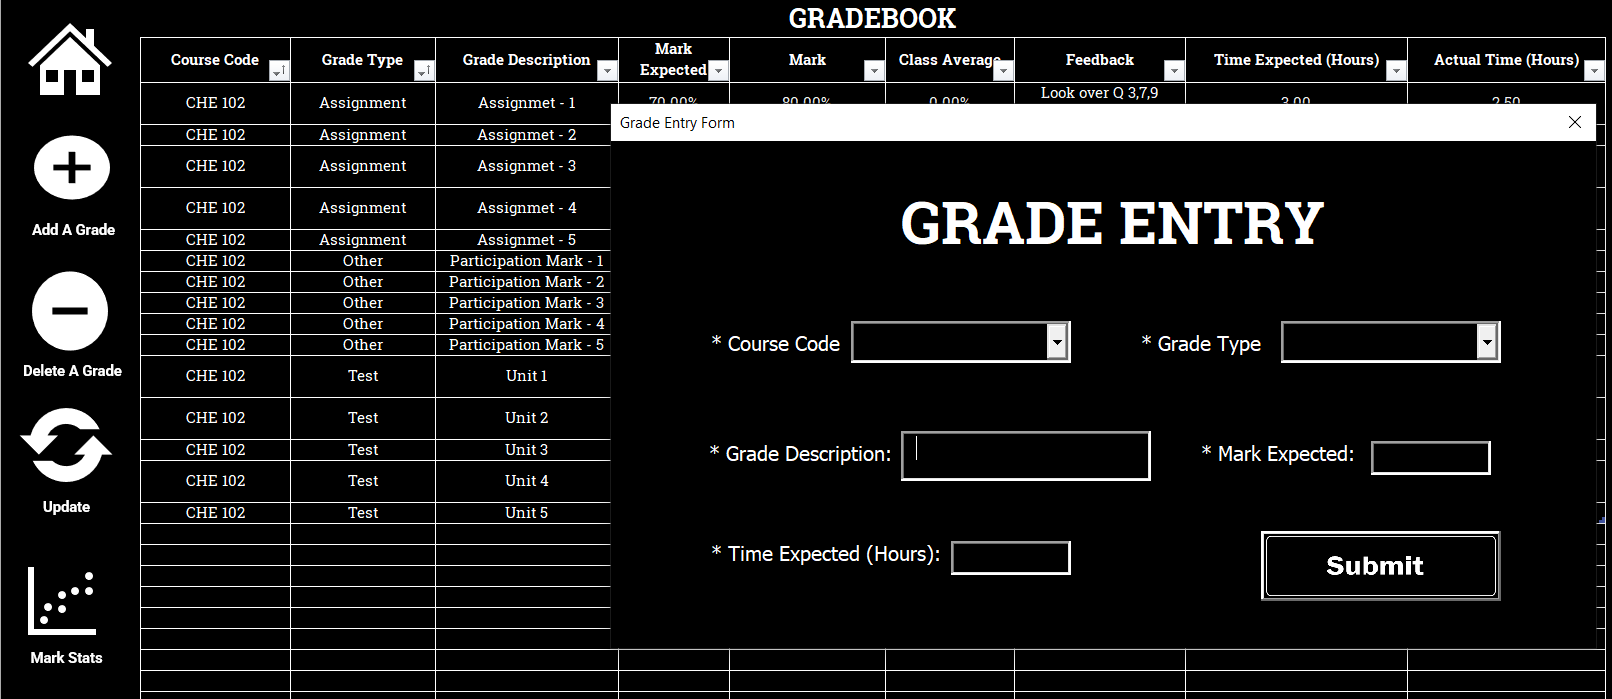 GRADEBOOK
Course Code Grade Type Grade Description Mark Expected Mark Class Average Feedback Time Expected (Hours) Actual Time (Hours)
CHE 102 Assignment Assignmet - 1 70.00% 80.00% 0.00% Look over Q 3,7,9 3.00 2.50
CHE 102 Assignment Assignmet - 2
CHE 102 Assignment Assignmet - 3
CHE 102 Assignment Assignmet - 4
CHE 102 Assignment Assignmet - 5
CHE 102 Other Participation Mark - 1
CHE 102 Other Participation Mark - 2
CHE 102 Other Participation Mark - 3
CHE 102 Other Participation Mark - 4
CHE 102 Other Participation Mark - 5
CHE 102 Test Unit 1
CHE 102 Test Unit 2
CHE 102 Test Unit 3
CHE 102 Test Unit 4
CHE 102 Test Unit 5
Add A Grade
Delete A Grade
Update
Mark Stats
Grade Entry Form
GRADE ENTRY
* Course Code
* Grade Type
* Grade Description:
* Mark Expected:
* Time Expected (Hours):
Submit